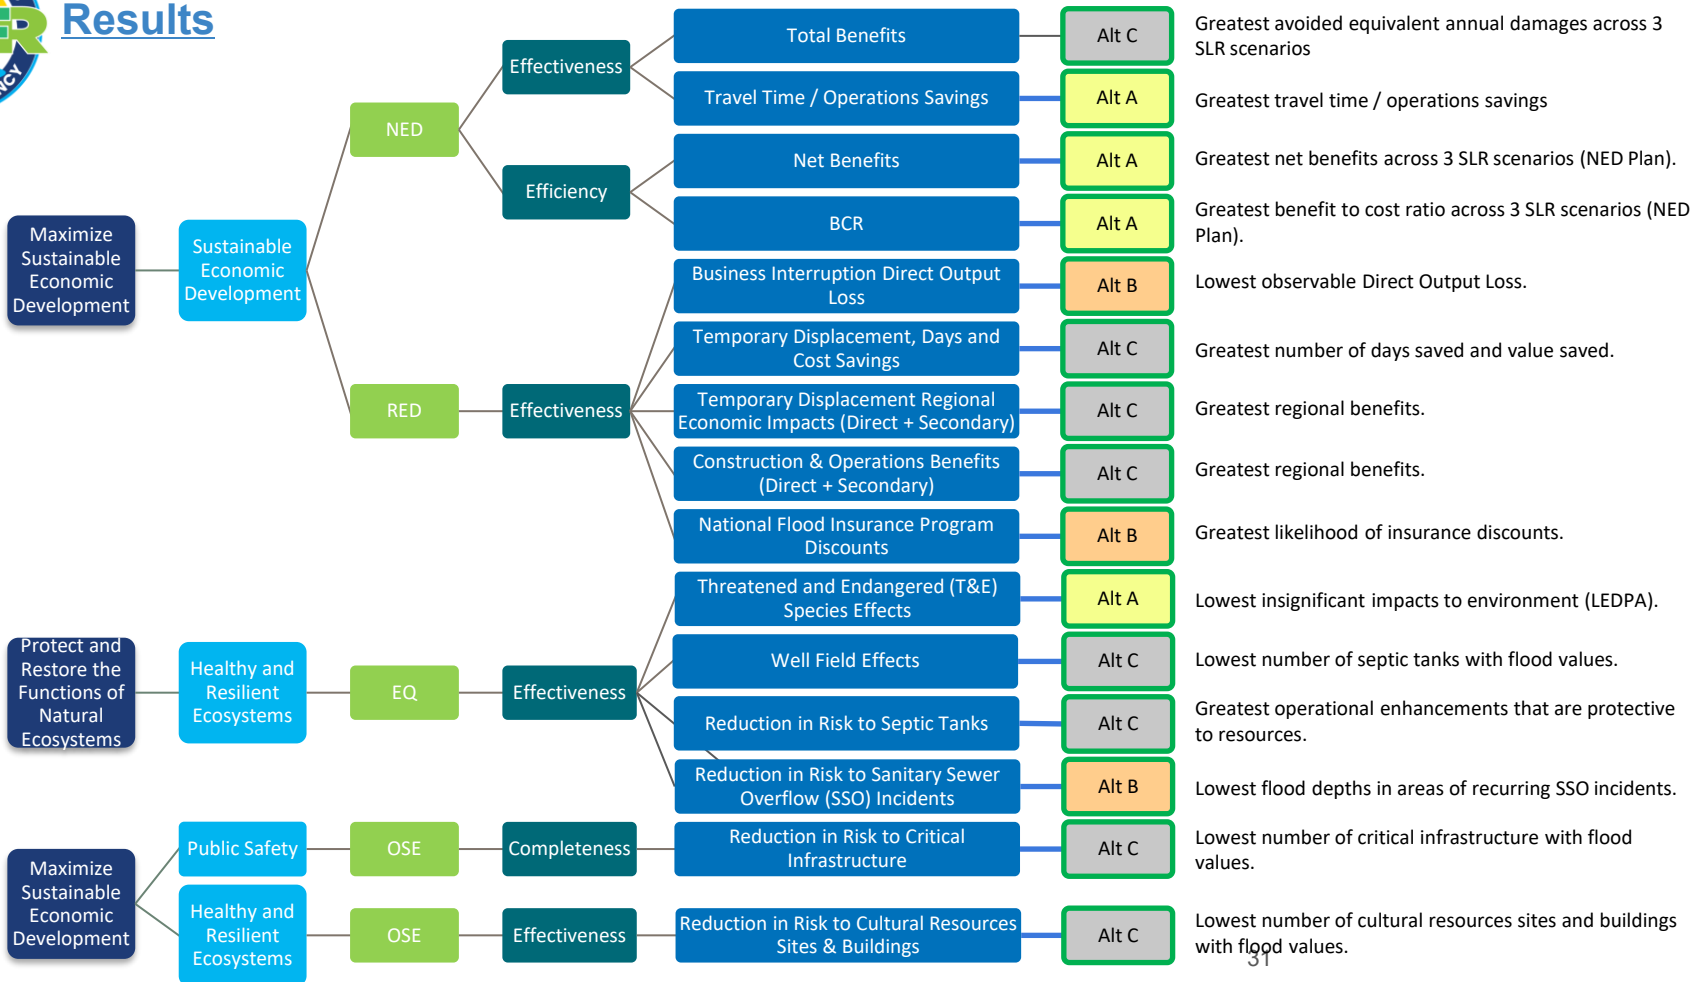 Results
ER
NCY
Maximize
Sustainable
Economic
Development
Sustainable
Economic
Development
NED
Effectiveness
Total Benefits
Alt C
Greatest avoided equivalent annual damages across 3
SLR scenarios
Travel Time / Operations Savings
Alt A
Greatest travel time / operations savings
Efficiency
Net Benefits
Alt A
Greatest net benefits across 3 SLR scenarios (NED Plan).
BCR
Alt A
Greatest benefit to cost ratio across 3 SLR scenarios (NED
Plan).
RED
Effectiveness
Business Interruption Direct Output
Loss
Alt B
Lowest observable Direct Output Loss.
Temporary Displacement, Days and
Cost Savings
Alt C
Greatest number of days saved and value saved.
Temporary Displacement Regional
Economic Impacts (Direct + Secondary)
Alt C
Greatest regional benefits.
Construction & Operations Benefits
(Direct + Secondary)
Alt C
Greatest regional benefits.
National Flood Insurance Program
Discounts
Alt B
Greatest likelihood of insurance discounts.
Protect and
Restore the
Functions of
Natural
Ecosystems
Healthy and
Resilient
Ecosystems
EQ
Effectiveness
Threatened and Endangered (T&E)
Species Effects
Alt A
Lowest insignificant impacts to environment (LEDPA).
Well Field Effects
Alt C
Lowest number of septic tanks with flood values.
Reduction in Risk to Septic Tanks
Alt C
Greatest operational enhancements that are protective
to resources.
Reduction in Risk to Sanitary Sewer
Overflow (SSO) Incidents
Alt B
Lowest flood depths in areas of recurring SSO incidents.
Maximize
Sustainable
Economic
Development
Public Safety
OSE
Completeness
Reduction in Risk to Critical
Infrastructure
Alt C
Lowest number of critical infrastructure with flood
values.
Healthy and
Resilient
Ecosystems
OSE
Effectiveness
Reduction in Risk to Cultural Resources
Sites & Buildings
Alt C
Lowest number of cultural resources sites and buildings
with flood values.
31